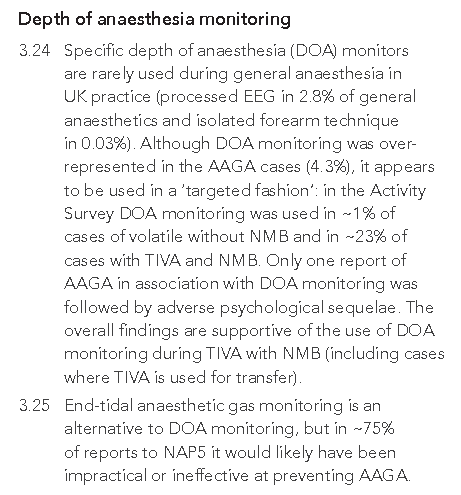 Depth of anaesthesia monitoring
3.24 Specific depth of anaesthesia (DOA) monitors
are rarely used during general anaesthesia in
UK practice (processed EEG in 2.8% of general
anaesthetics and isolated forearm technique
in 0.03%). Although DOA monitoring was over-
represented in the AAGA cases (4.3%), it appears
to be used in a 'targeted fashion': in the Activity
Survey DOA monitoring was used in ~1% of
cases of volatile without NMB and in ~23% of
cases with TIVA and NMB. Only one report of
AAGA in association with DOA monitoring was
followed by adverse psychological sequelae. The
overall findings are supportive of the use of DOA
monitoring during TIVA with NMB (including cases
where TIVA is used for transfer).
3.25 End-tidal anaesthetic gas monitoring is an
alternative to DOA monitoring, but in ~75%
of reports to NAP5 it would likely have been
impractical or ineffective at preventing AAGA.